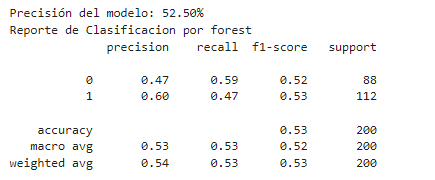 Precisión del modelo: 52.50%
Reporte de Clasificacion por forest
precision recall f1-score support
0 0.47 0.59 0.52 88
1 0.60 0.47 0.53 112
accuracy 0.53 200
macro avg 0.53 0.53 0.52 200
weighted avg 0.54 0.53 0.53 200